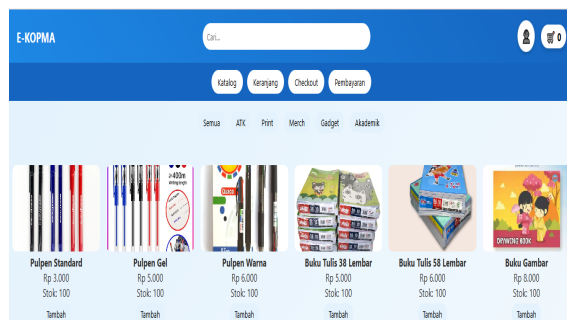 E-KOPMA
Cari...
0
Katalog
Keranjang
Checkout
Pembayaran
Semua
ATK
Print
Merch
Gadget
Akademik
±400m
DRAWING BOOK
Pulpen Standard
Rp 3.000
Stok: 100
Tambah
Pulpen Gel
Rp 5.000
Stok: 100
Tambah
Pulpen Warna
Rp 6.000
Stok: 100
Tambah
Buku Tulis 38 Lembar
Rp 5.000
Stok: 100
Tambah
Buku Tulis 58 Lembar
Rp 6.000
Stok: 100
Tambah
Buku Gambar
Rp 8.000
Stok: 100
Tambah